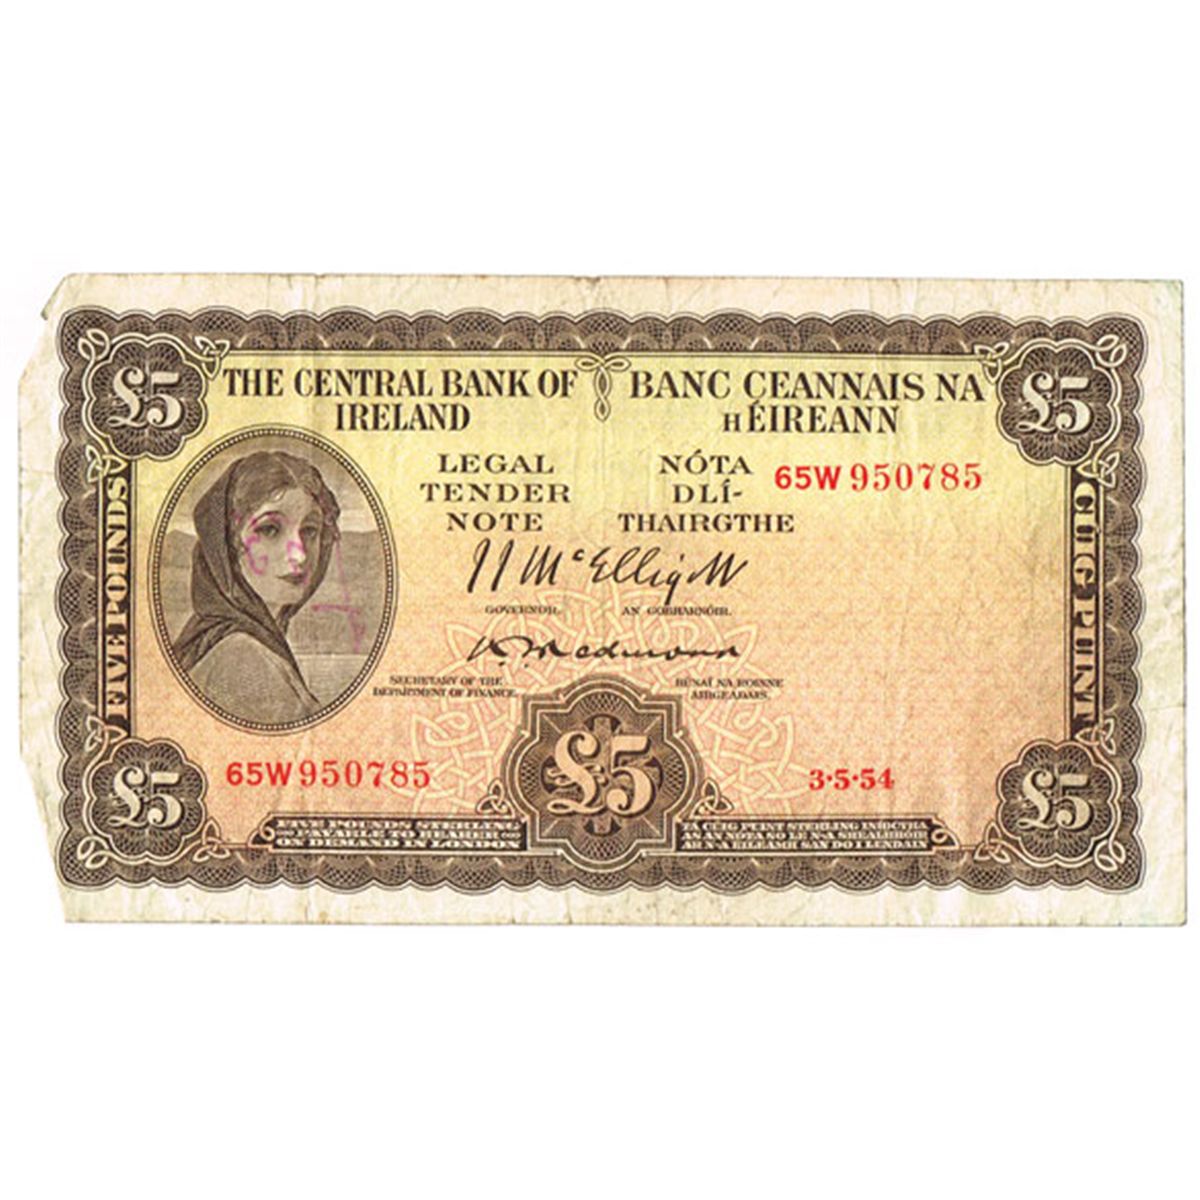 £5
£5
THE CENTRAL BANK OF
IRELAND
BANC CEANNAIS NA
hÉIREANN
LEGAL
TENDER
NOTE
NÓTA
DLÍ-
THAIRGTHE
65W 950785
FIVE POUNDS
CÚIG PUNT
J J McElligott
GOVERNOR.
AN GOBHARNÓIR.
SECRETARY OF THE
DEPARTMENT OF FINANCE.
RÚNAÍ NA ROINNE
AIRGEADAIS.
65W 950785
£5
3·5·54
£5
£5
FIVE POUNDS STERLING
PAYABLE TO BEARER
ON DEMAND IN LONDON